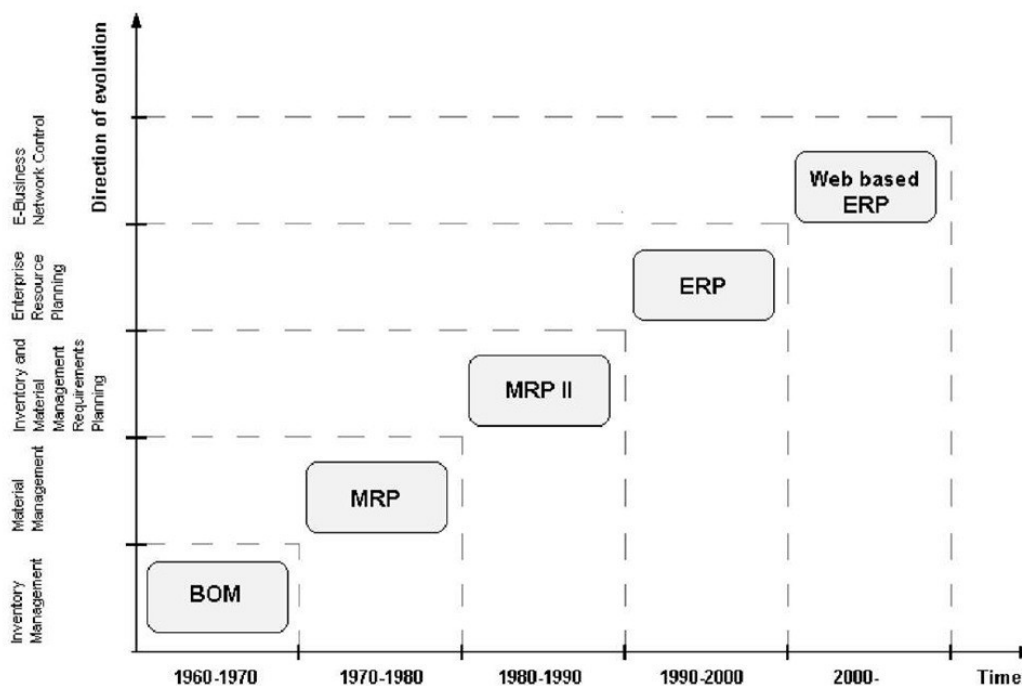 Direction of evolution
E-Business
Network Control
Enterprise
Resource
Planning
Inventory and
Material
Management
Requirements
Planning
Material
Management
Inventory
Management
Web based
ERP
ERP
MRP II
MRP
BOM
1960-1970
1970-1980
1980-1990
1990-2000
2000-
Time